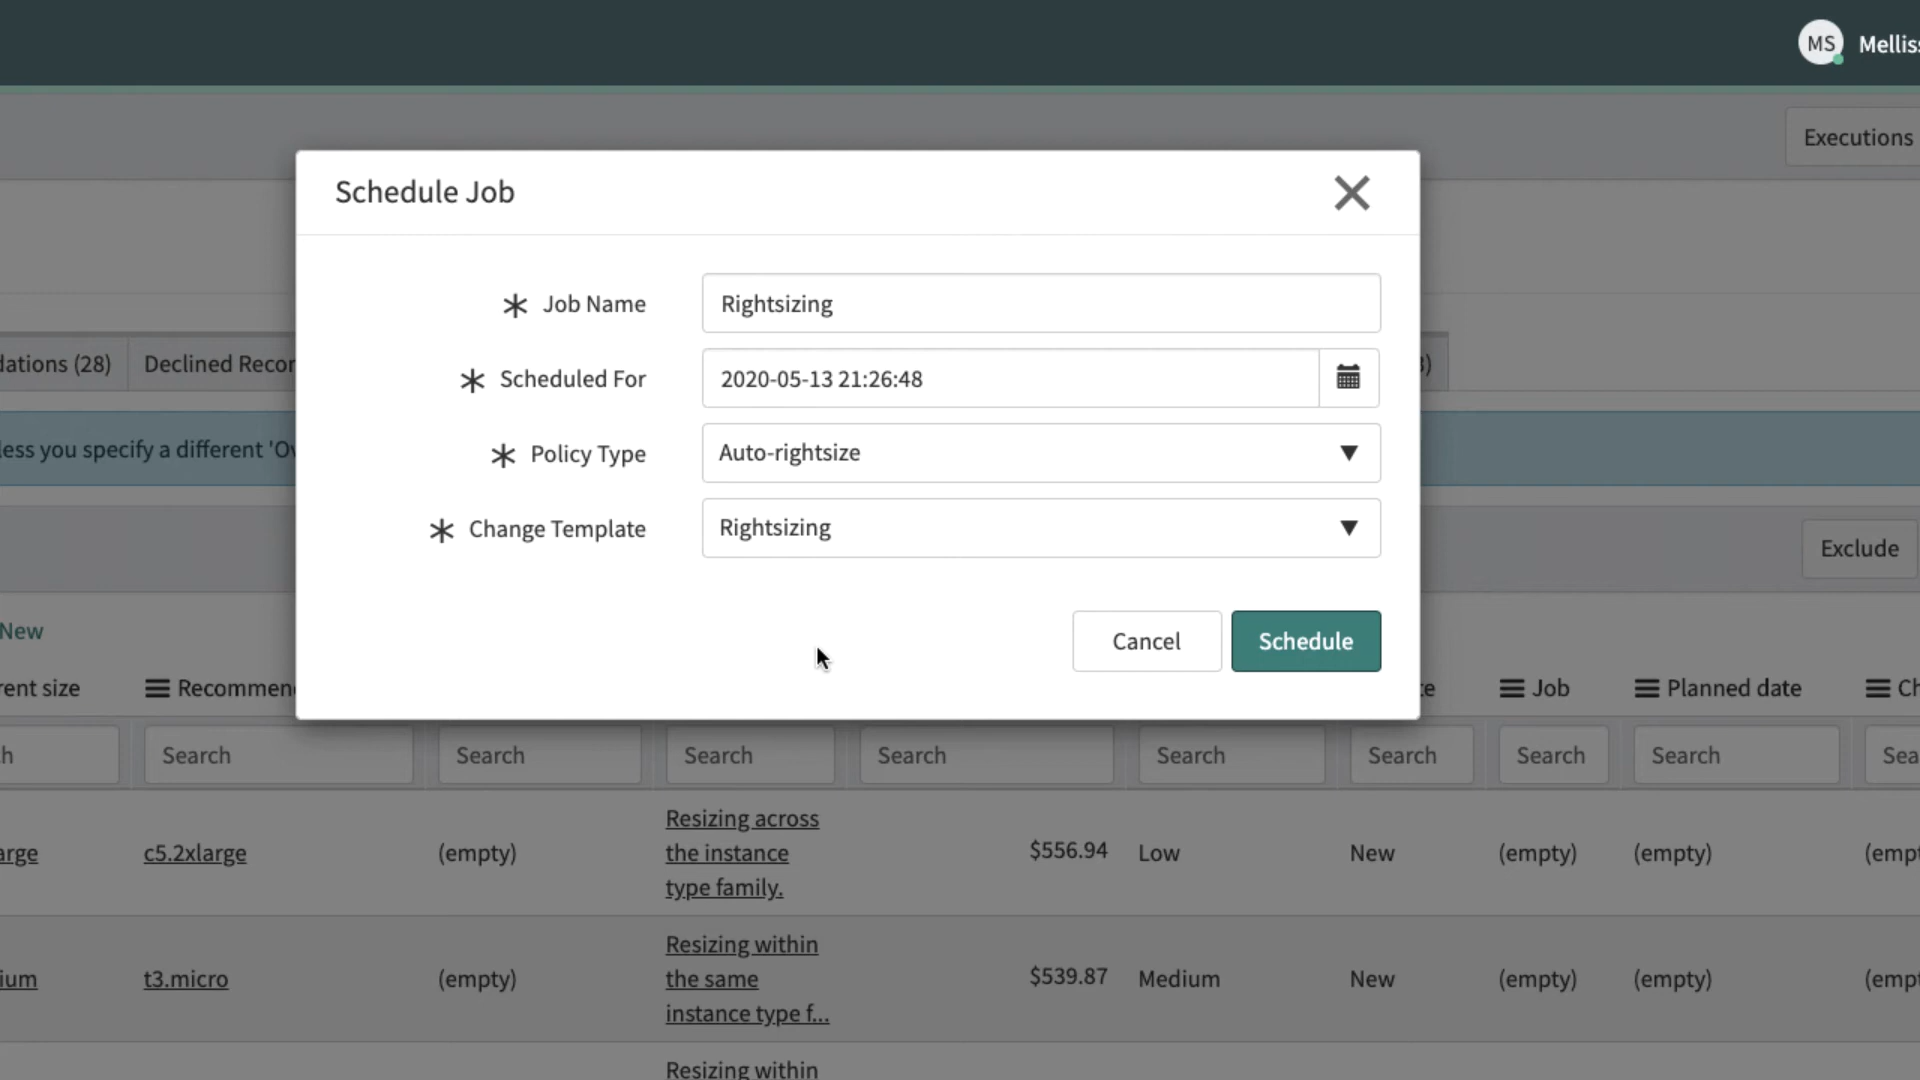 MS Mellis
Executions
Schedule Job
Job Name
Rightsizing
dations (28)
Declined Recor
)
Scheduled For
2020-05-13 21:26:48
less you specify a different 'Ov
Policy Type
Auto-rightsize
Change Template
Rightsizing
Exclude
New
Cancel
Schedule
rent size
Recommen
te
Job
Planned date
Ch
h
Search
Search
Search
Search
Search
Search
Search
Search
Sea
arge
c5.2xlarge
(empty)
Resizing across
the instance
type family.
$556.94
Low
New
(empty)
(empty)
(empt
ium
t3.micro
(empty)
Resizing within
the same
instance type f...
$539.87
Medium
New
(empty)
(empty)
(empt
Resizing within